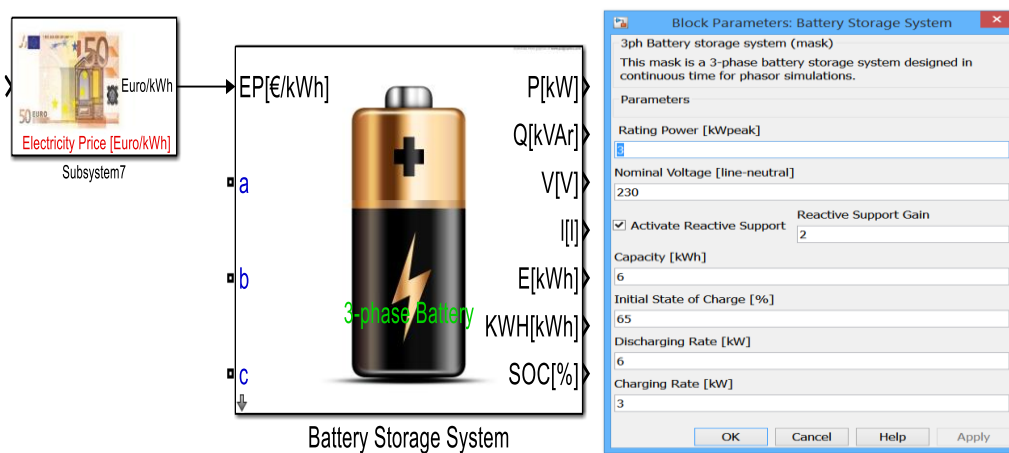 50
50 EURO
Euro/kWh
Electricity Price [Euro/kWh]
Subsystem7
EP[€/kWh]
a
b
c
3-phase Battery
P[kW]
Q[kVAr]
V[V]
I[I]
E[kWh]
KWH[kWh]
SOC[%]
Battery Storage System
Block Parameters: Battery Storage System
3ph Battery storage system (mask)
This mask is a 3-phase battery storage system designed in
continuous time for phasor simulations.
Parameters
Rating Power [kWpeak]
3
Nominal Voltage [line-neutral]
230
Activate Reactive Support
Reactive Support Gain
2
Capacity [kWh]
6
Initial State of Charge [%]
65
Discharging Rate [kW]
6
Charging Rate [kW]
3
OK Cancel Help Apply